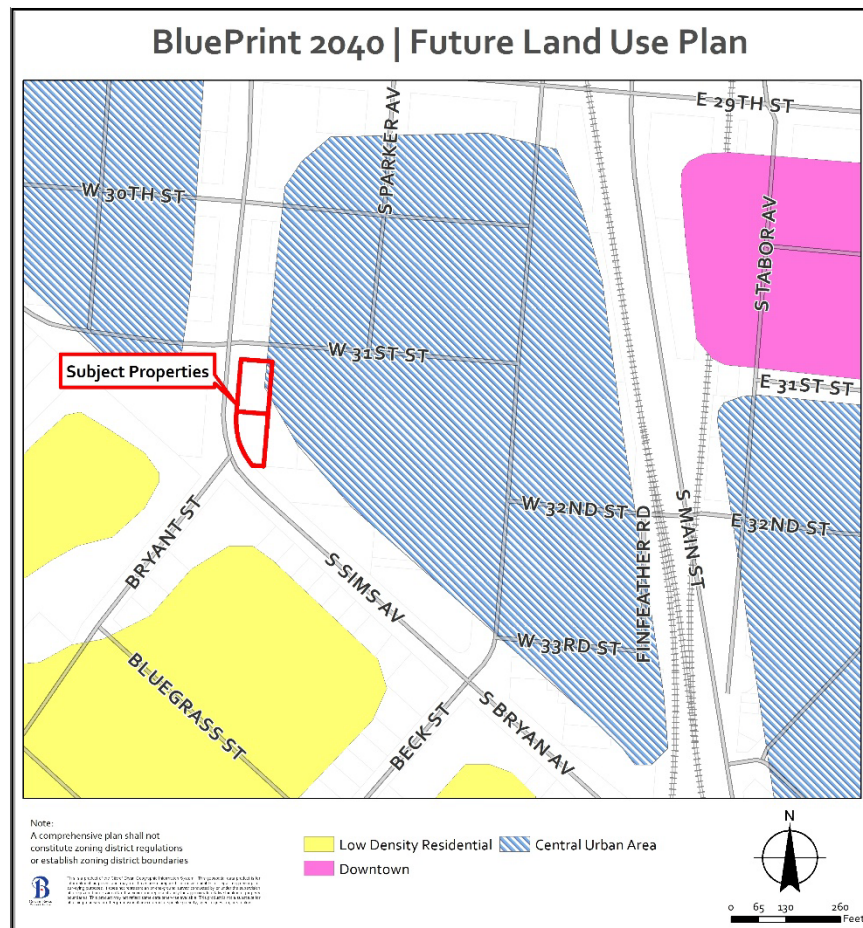 BluePrint 2040 | Future Land Use Plan
E 29TH ST
S PARKER AV
W 30TH ST
S TABOR AV
W 31ST ST
Subject Properties
E 31ST ST
W 32ND ST
E 32ND ST
S MAIN ST
FINFEATHER RD
BRYANT ST
S SIMS AV
W 33RD ST
BLUEGRASS ST
BECK ST
S BRYAN AV
Note:
A comprehensive plan shall not
constitute zoning district regulations
or establish zoning district boundaries
Low Density Residential
Central Urban Area
Downtown
N
0 65 130 260
Feet